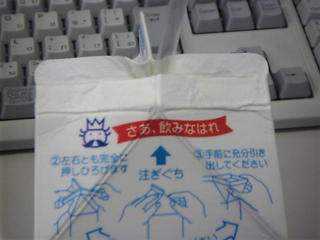 さあ、飲みなはれ
②左右とも完全に
押しひろげます
注ぎぐち
③手前に充分引き
出してください